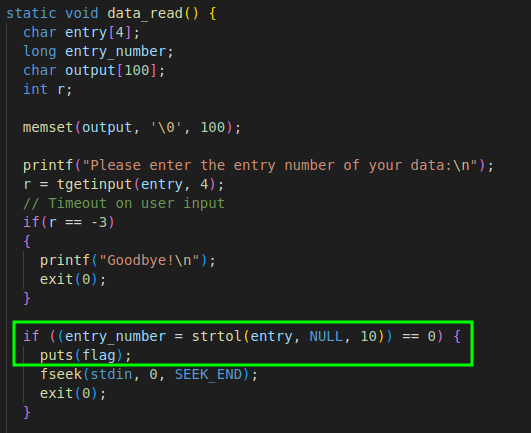 static void data_read() {
  char entry[4];
  long entry_number;
  char output[100];
  int r;

  memset(output, '\0', 100);

  printf("Please enter the entry number of your data:\n");
  r = tgetinput(entry, 4);
  // Timeout on user input
  if(r == -3)
  {
    printf("Goodbye!\n");
    exit(0);
  }

  if ((entry_number = strtol(entry, NULL, 10)) == 0) {
    puts(flag);
    fseek(stdin, 0, SEEK_END);
    exit(0);
  }